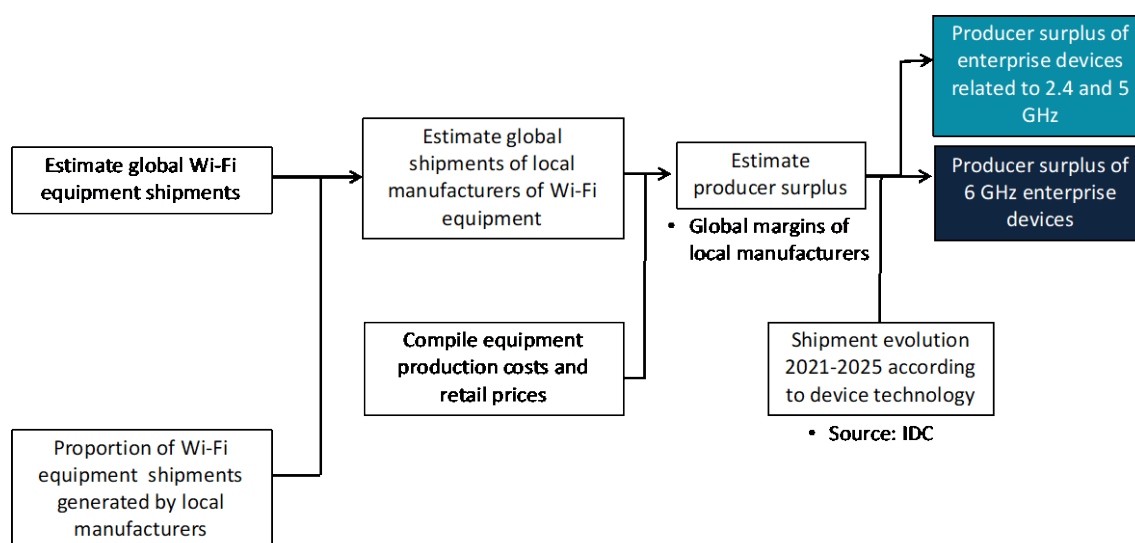 Estimate global Wi-Fi
equipment shipments
Proportion of Wi-Fi
equipment shipments
generated by local
manufacturers
Estimate global
shipments of local
manufacturers of Wi-Fi
equipment
Compile equipment
production costs and
retail prices
Estimate
producer surplus
• Global margins of
local manufacturers
Shipment evolution
2021-2025 according
to device technology
• Source: IDC
Producer surplus of
enterprise devices
related to 2.4 and 5
GHz
Producer surplus of
6 GHz enterprise
devices